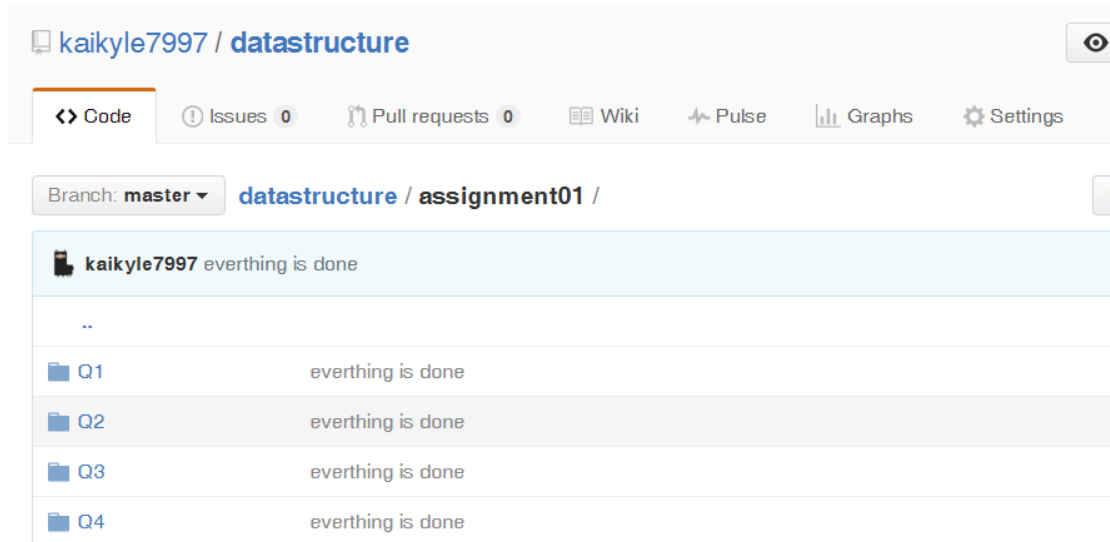 kaikyle7997 / datastructure
Code Issues 0 Pull requests 0 Wiki Pulse Graphs Settings
Branch: master datastructure / assignment01 /
kaikyle7997 everthing is done
..
Q1 everthing is done
Q2 everthing is done
Q3 everthing is done
Q4 everthing is done